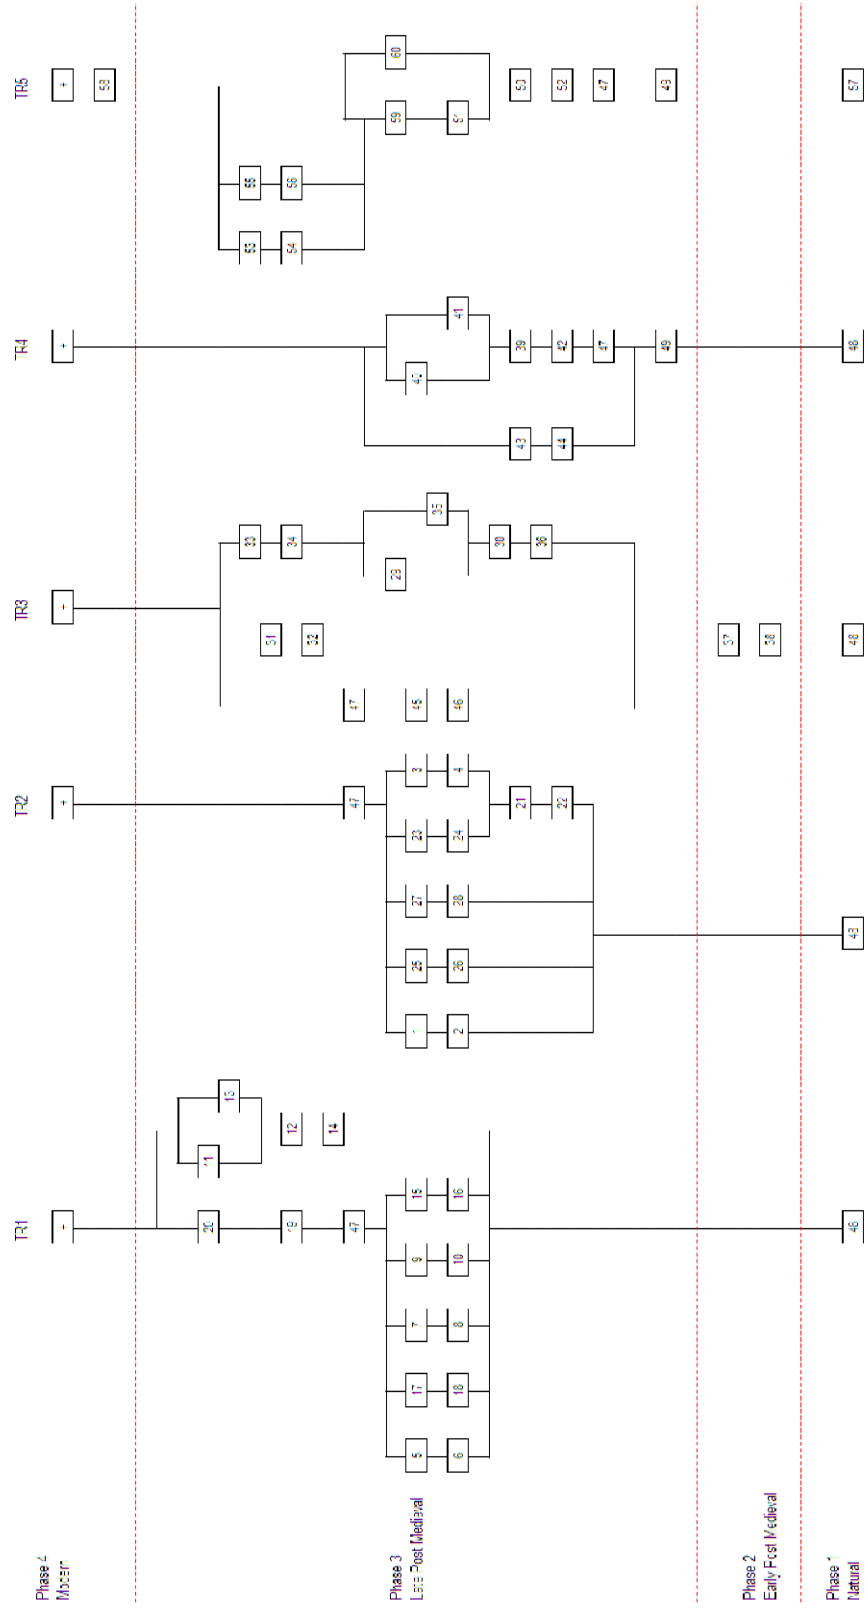 TR1 TR2 TR3 TR4 TR5
Phase 4
Modern
+ + + + +
58
20 11
13
33 53 55
31
19 12 34 54 56
32
14
47 47 47
Phase 3
Late Post Medieval
29 59 60
5 17 7 9 15 1 25 27 23 3 45 40
35
6 18 8 10 16 2 26 28 24 4 46 41 51
30
21 43 39 50
36
22 44 42 52
47 47
49 49
37
Phase 2
Early Post Medieval
38
Phase 1
Natural
48 48 48 48 57